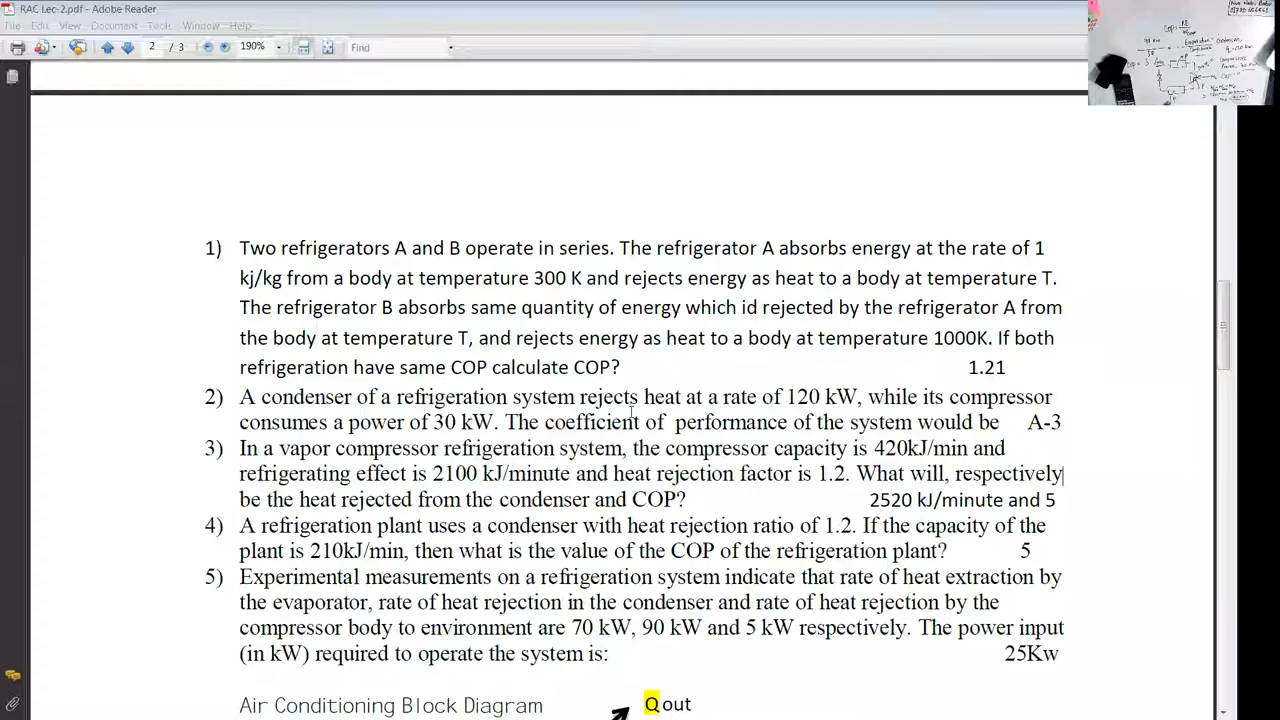 RAC Lec-2.pdf - Adobe Reader
File Edit View Document Tools Window Help
2 / 3 190% Find
1) Two refrigerators A and B operate in series. The refrigerator A absorbs energy at the rate of 1
kj/kg from a body at temperature 300 K and rejects energy as heat to a body at temperature T.
The refrigerator B absorbs same quantity of energy which id rejected by the refrigerator A from
the body at temperature T, and rejects energy as heat to a body at temperature 1000K. If both
refrigeration have same COP calculate COP? 1.21
2) A condenser of a refrigeration system rejects heat at a rate of 120 kW, while its compressor
consumes a power of 30 kW. The coefficient of performance of the system would be A-3
3) In a vapor compressor refrigeration system, the compressor capacity is 420kJ/min and
refrigerating effect is 2100 kJ/minute and heat rejection factor is 1.2. What will, respectively
be the heat rejected from the condenser and COP? 2520 kJ/minute and 5
4) A refrigeration plant uses a condenser with heat rejection ratio of 1.2. If the capacity of the
plant is 210kJ/min, then what is the value of the COP of the refrigeration plant? 5
5) Experimental measurements on a refrigeration system indicate that rate of heat extraction by
the evaporator, rate of heat rejection in the condenser and rate of heat rejection by the
compressor body to environment are 70 kW, 90 kW and 5 kW respectively. The power input
(in kW) required to operate the system is: 25Kw
Air Conditioning Block Diagram Q out